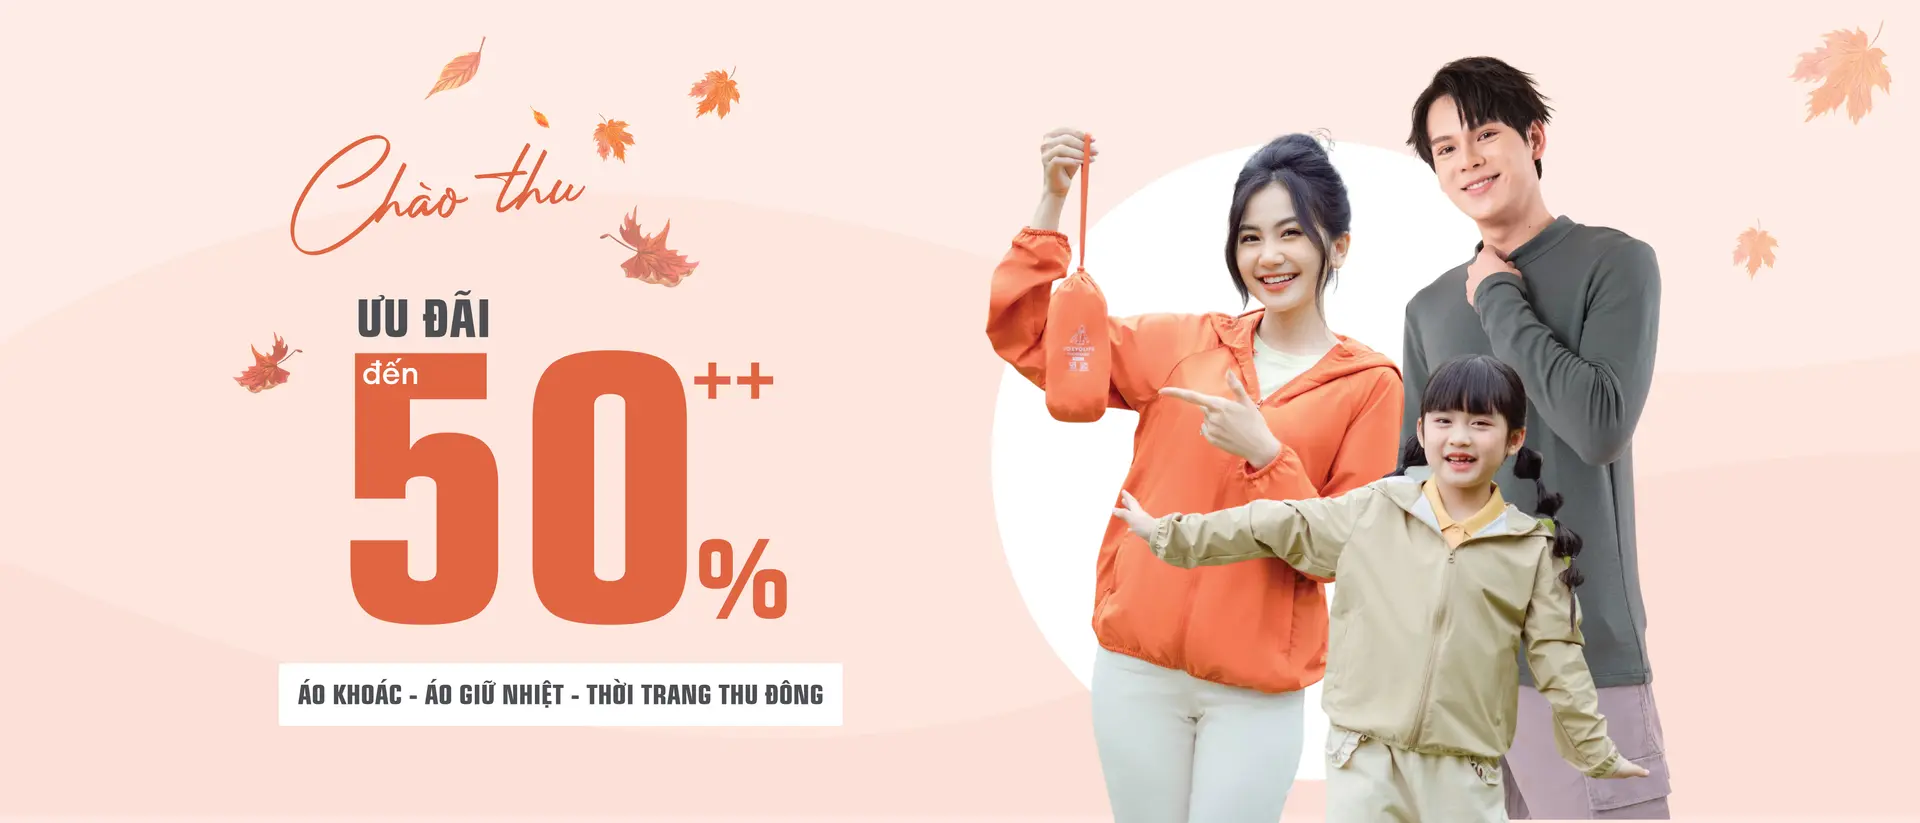 Chào thu
ƯU ĐÃI
đến
50++%
ÁO KHOÁC - ÁO GIỮ NHIỆT - THỜI TRANG THU ĐÔNG